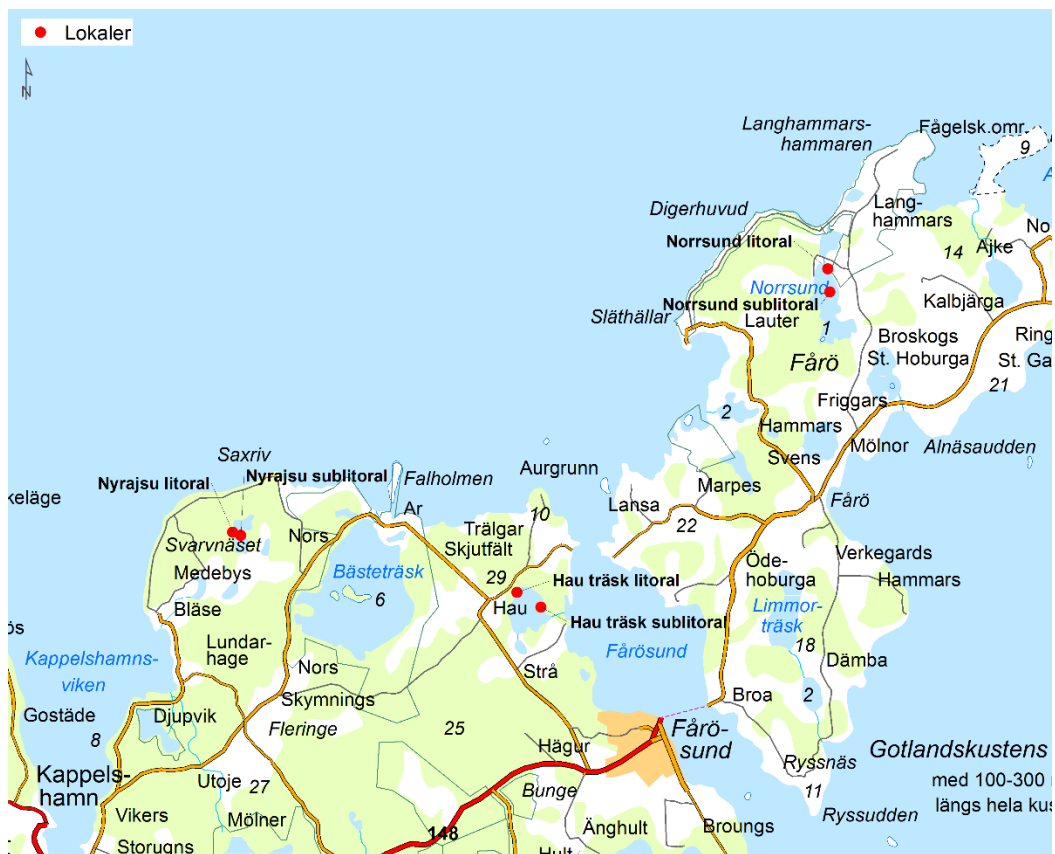 Lokaler
N
Langhammars-
hammaren
Fågelsk.omr.
9
A
Digerhuvud
Lang-
hammars
Norrsund litoral
14
Ajke
No
Norrsund
Kalbjärga
Norrsund sublitoral
Släthällar
Lauter
1
Broskogs
Ring
St. Hoburga
St. Ga
Fårö
21
Friggars
2
Hammars
Mölnor
Alnäsaudden
Svens
Saxriv
Nyrajsu litoral
Nyrajsu sublitoral
Falholmen
Aurgrunn
Marpes
keläge
Ar
10
Lansa
Fårö
22
Trälgar
Skjutfält
Nors
Svarvnäset
Medebys
Bästeträsk
29
Hau träsk litoral
Öde-
hoburga
Verkegards
Hammars
6
Bläse
Hau
Hau träsk sublitoral
Limmor-
träsk
ös
Lundar-
hage
Fårösund
18
Kappelshamns-
viken
Nors
Strå
Dämba
Skymnings
Broa
2
Gostäde
Djupvik
Fleringe
25
8
Hägur
Fårö-
sund
Gotlandskustens
Ryssnäs
Kappels-
hamn
Utoje
27
Bunge
11
med 100-300
längs hela kus
Vikers
Mölner
148
Änghult
Broungs
Ryssudden
Storugns
Hult